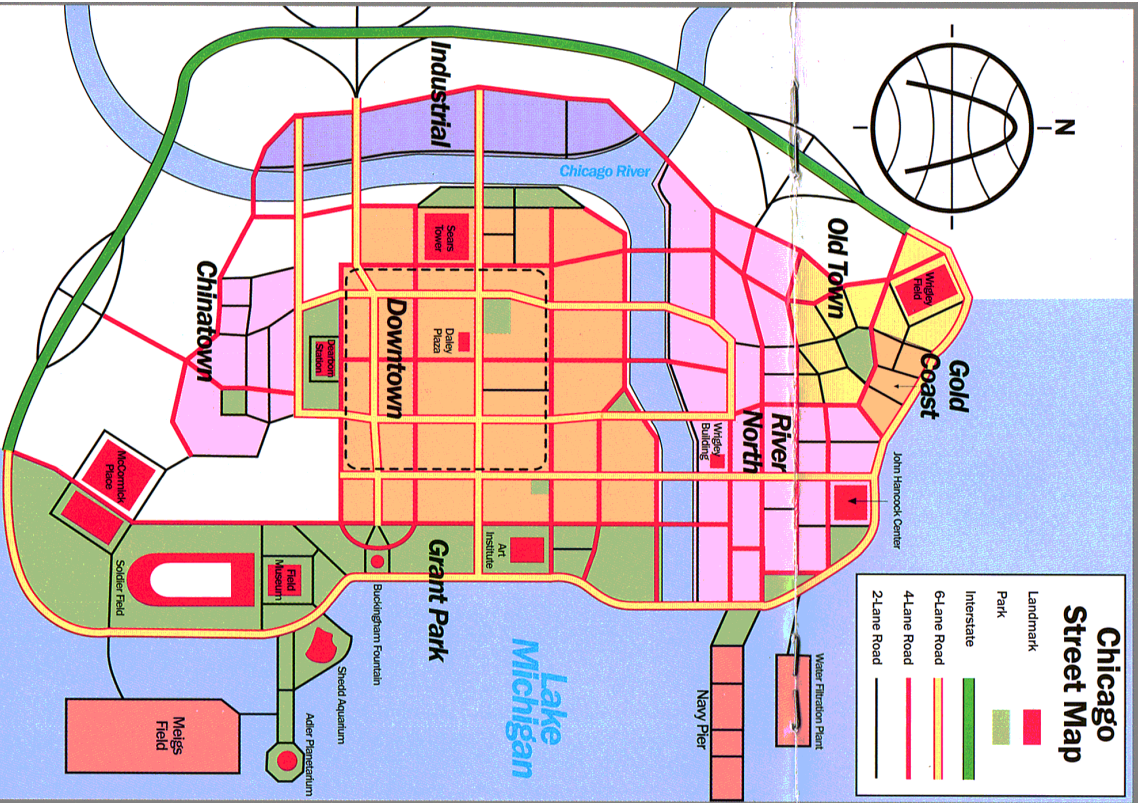 Chicago
Street Map
Landmark
Park
Interstate
6-Lane Road
4-Lane Road
2-Lane Road
N
Industrial
Chicago River
Old Town
Wrigley
Field
Gold
Coast
Sears
Tower
Downtown
Daley
Plaza
Dearborn
Station
Chinatown
River
North
Wrigley
Building
John Hancock Center
McCormick
Place
Soldier Field
Field
Museum
Grant Park
Art
Institute
Buckingham Fountain
Shedd Aquarium
Adler Planetarium
Meigs
Field
Lake
Michigan
Navy Pier
Water Filtration Plant